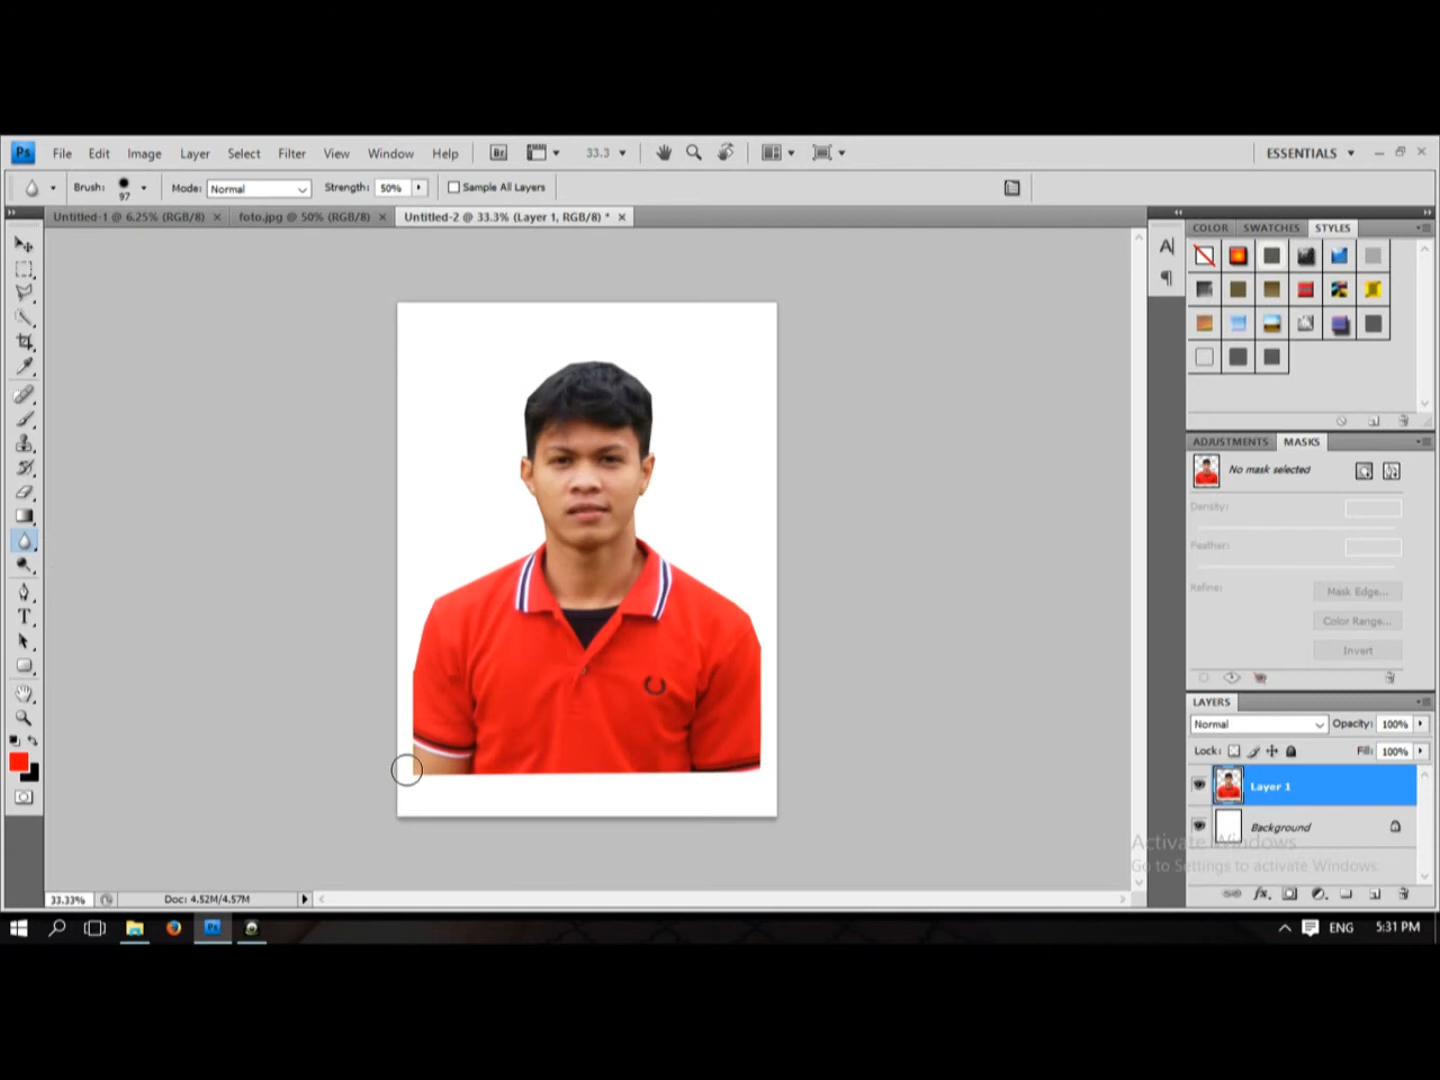 Ps File Edit Image Layer Select Filter View Window Help Br 33.3 ESSENTIALS
Brush: 97 Mode: Normal Strength: 50% Sample All Layers
Untitled-1 @ 6.25% (RGB/8) foto.jpg @ 50% (RGB/8) Untitled-2 @ 33.3% (Layer 1, RGB/8) *
COLOR SWATCHES STYLES
ADJUSTMENTS MASKS
No mask selected
Density:
Feather:
Refine: Mask Edge...
Color Range...
Invert
LAYERS
Normal Opacity: 100%
Lock: Fill: 100%
Layer 1
Background
Activate Windows
Go to Settings to activate Windows.
33.33% Doc: 4.52M/4.57M
Ps ENG 5:31 PM